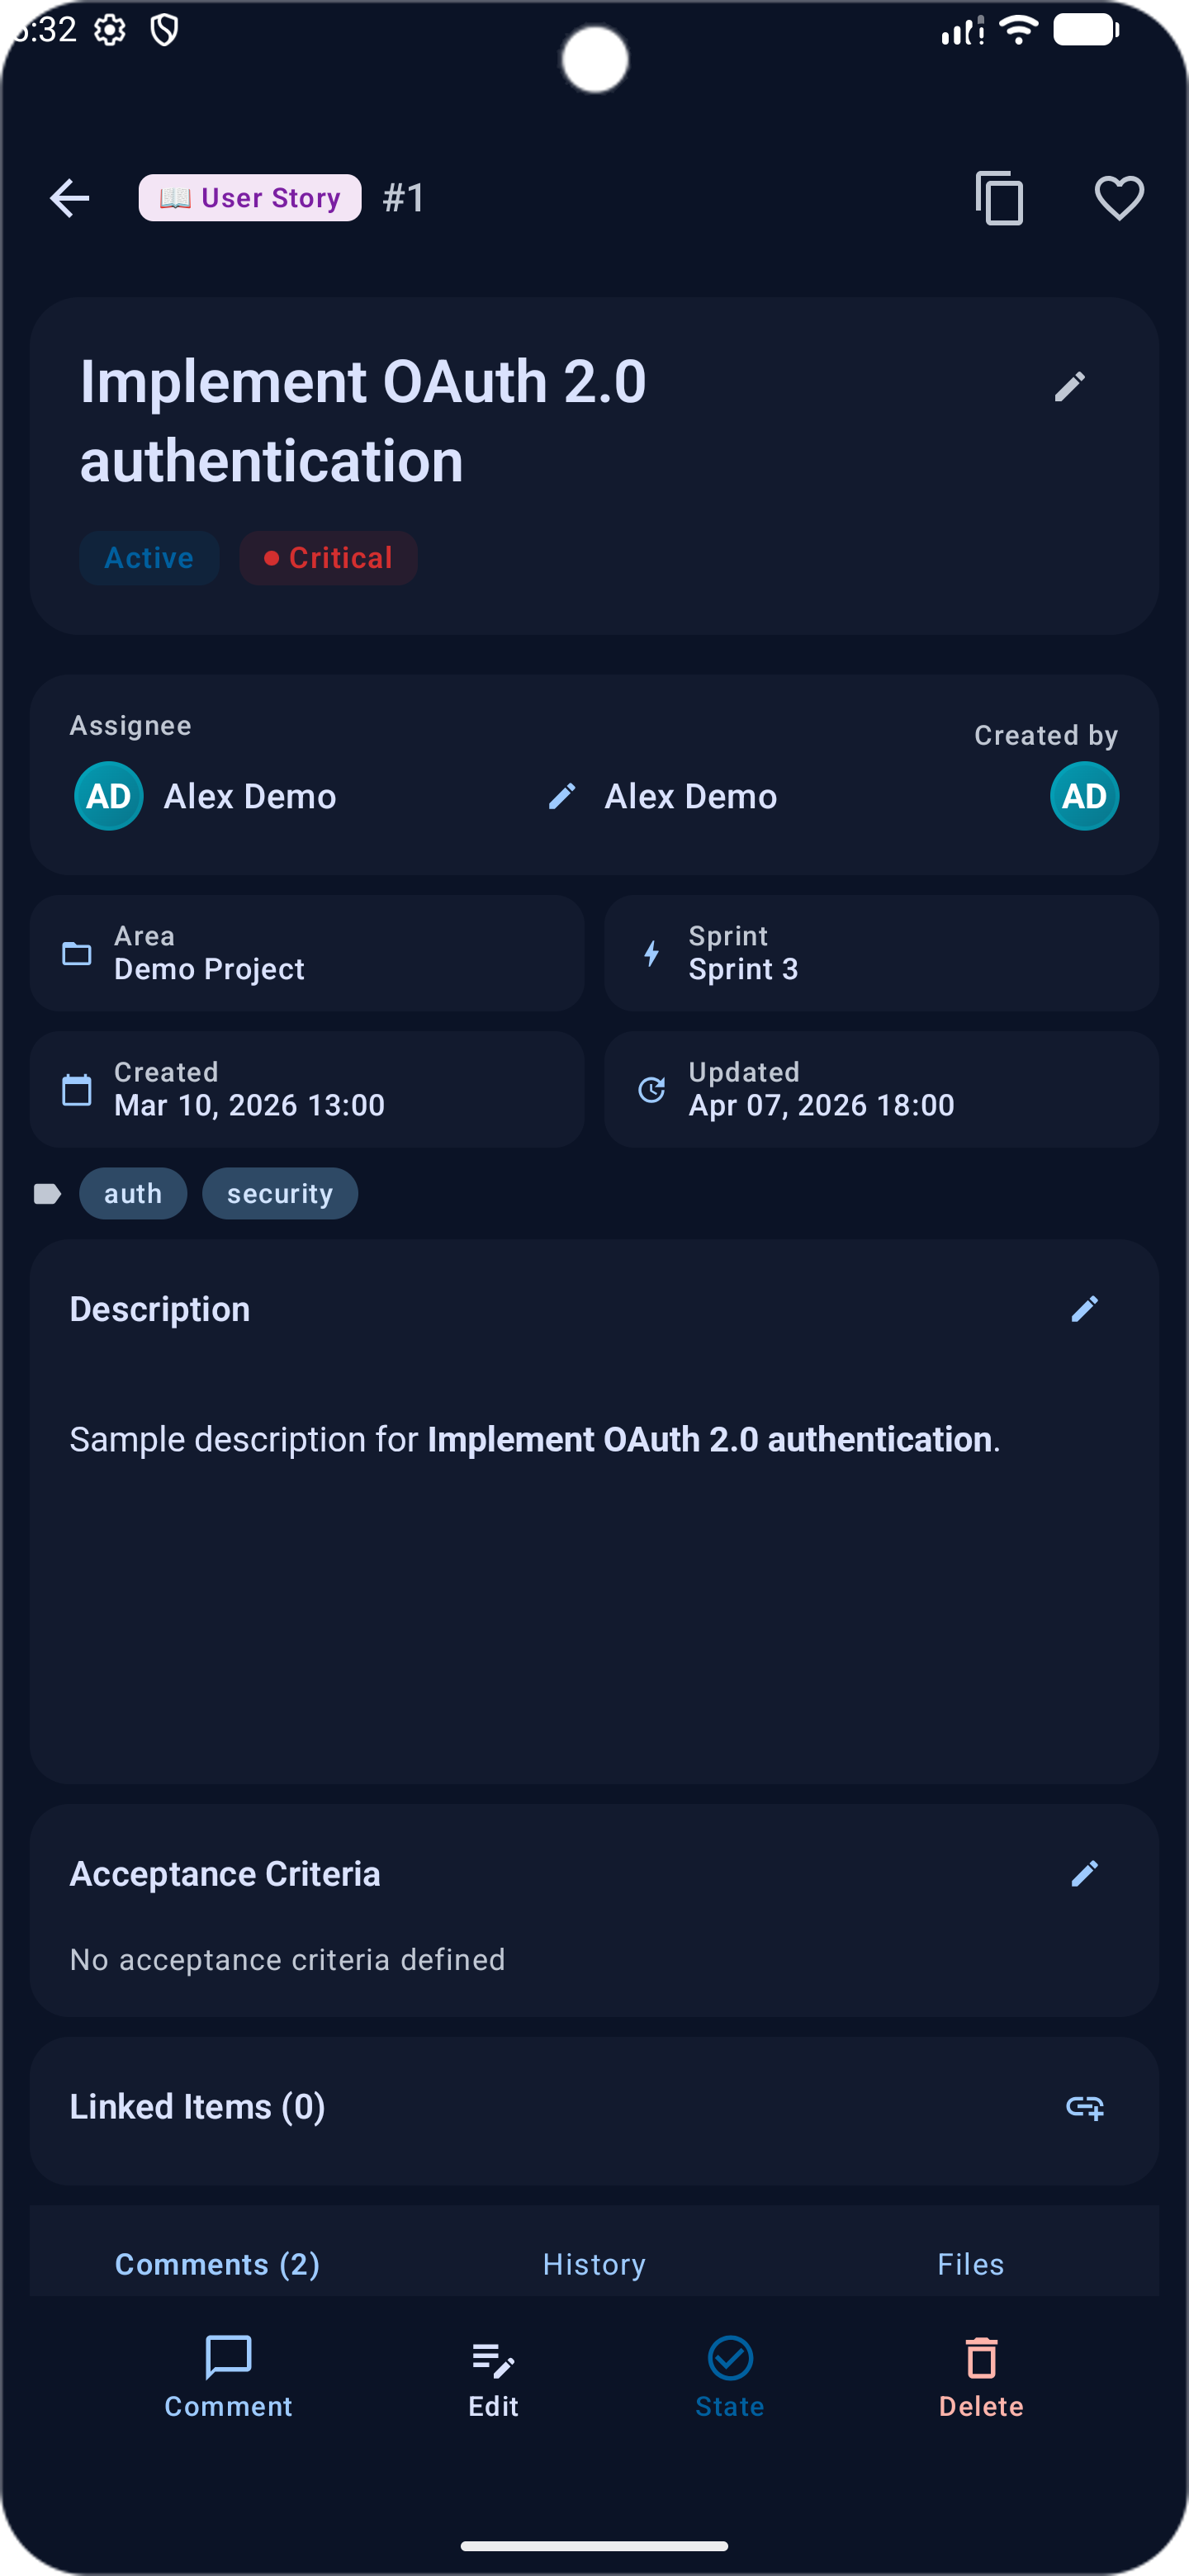 :32
User Story #1
Implement OAuth 2.0
authentication
Active
Critical
Assignee
Created by
AD
Alex Demo
Alex Demo
AD
Area
Demo Project
Sprint
Sprint 3
Created
Mar 10, 2026 13:00
Updated
Apr 07, 2026 18:00
auth
security
Description
Sample description for Implement OAuth 2.0 authentication.
Acceptance Criteria
No acceptance criteria defined
Linked Items (0)
Comments (2)
History
Files
Comment
Edit
State
Delete